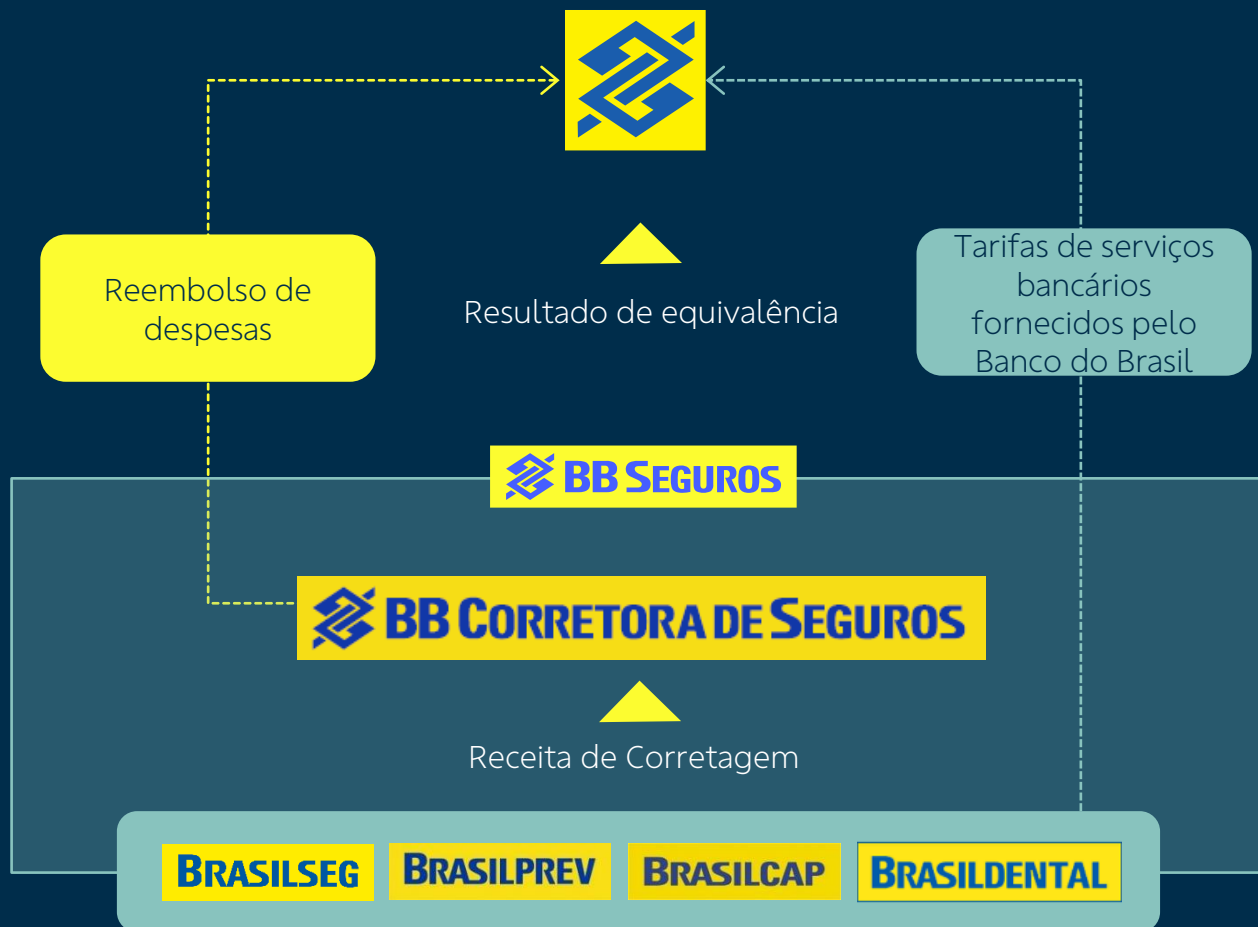 Reembolso de
despesas
Resultado de equivalência
Tarifas de serviços
bancários
fornecidos pelo
Banco do Brasil
BB SEGUROS
BB CORRETORA DE SEGUROS
Receita de Corretagem
BRASILSEG
BRASILPREV
BRASILCAP
BRASILDENTAL